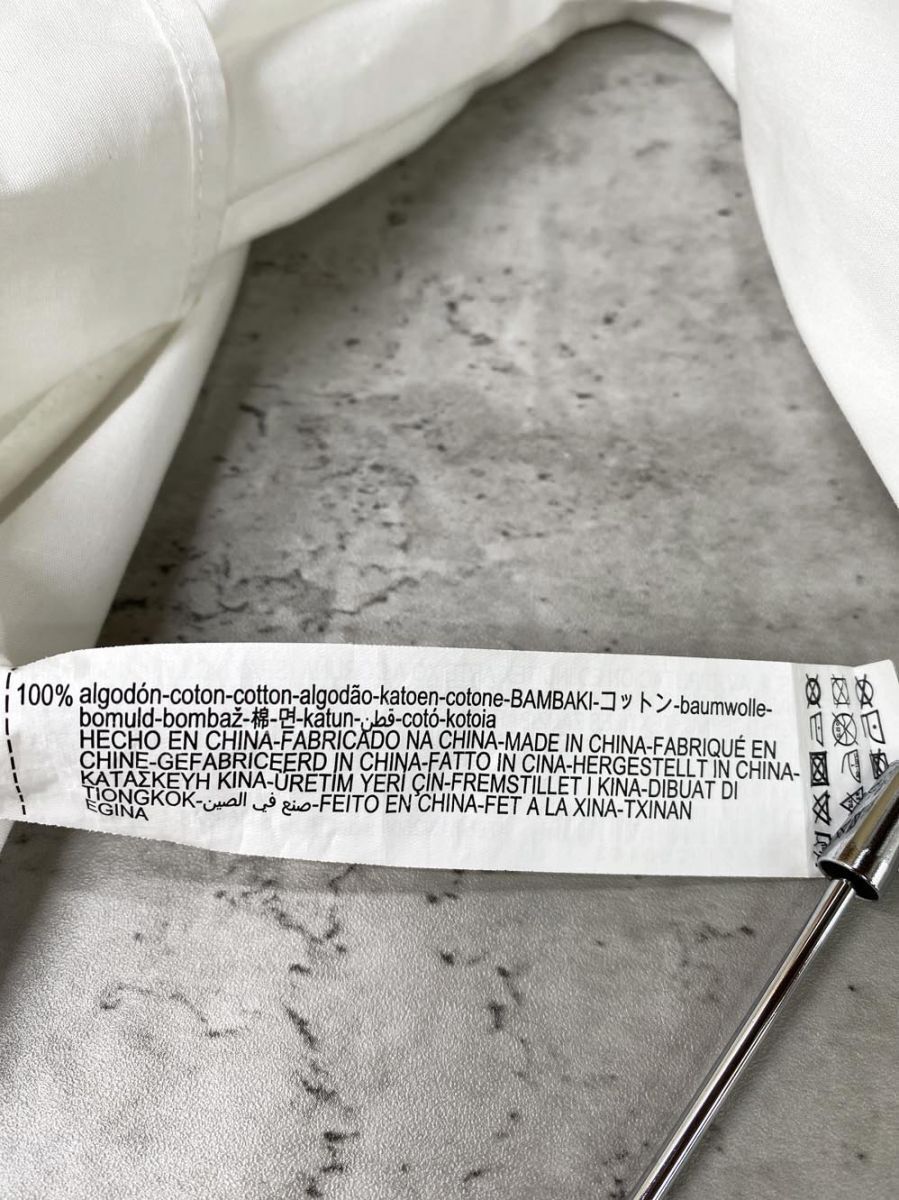 100% algodón-coton-cotton-algodão-katoen-cotone-BAMBAKI-コットン-baumwolle-
bomuld-bombaž-棉-면-katun-قطن-cotó-kotoia
HECHO EN CHINA-FABRICADO NA CHINA-MADE IN CHINA-FABRIQUÉ EN
CHINE-GEFABRICEERD IN CHINA-FATTO IN CINA-HERGESTELLT IN CHINA-
ΚΑΤΑΣΚΕΥΗ ΚΙΝΑ-ÜRETIM YERI ÇIN-FREMSTILLET I KINA-DIBUAT DI
TIONGKOK-صنع في الصين-FEITO EN CHINA-FET A LA XINA-TXINAN
EGINA